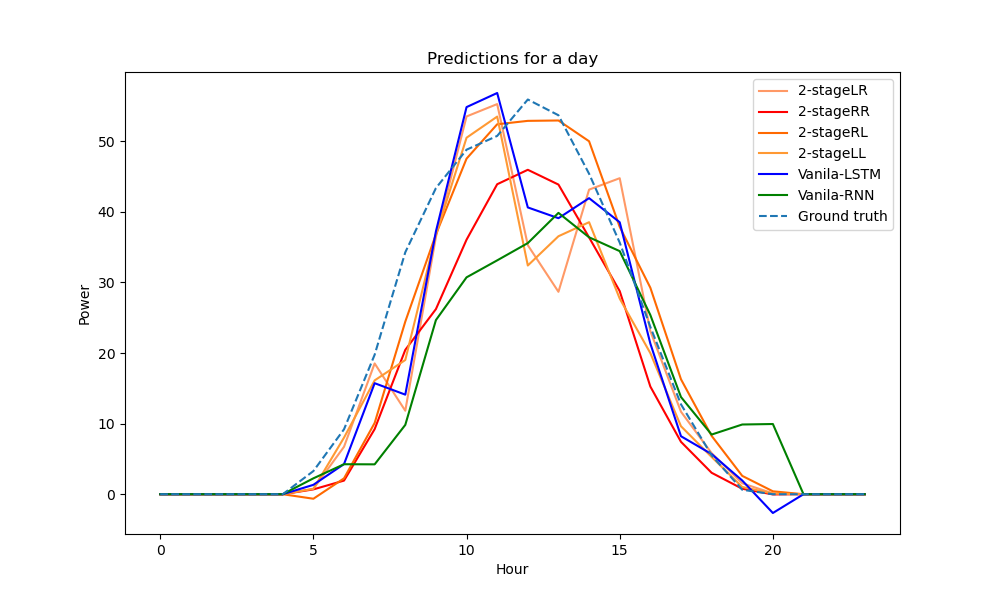 Predictions for a day
2-stageLR
2-stageRR
2-stageRL
2-stageLL
Vanila-LSTM
Vanila-RNN
Ground truth
Power
50
40
30
20
10
0
0 5 10 15 20
Hour